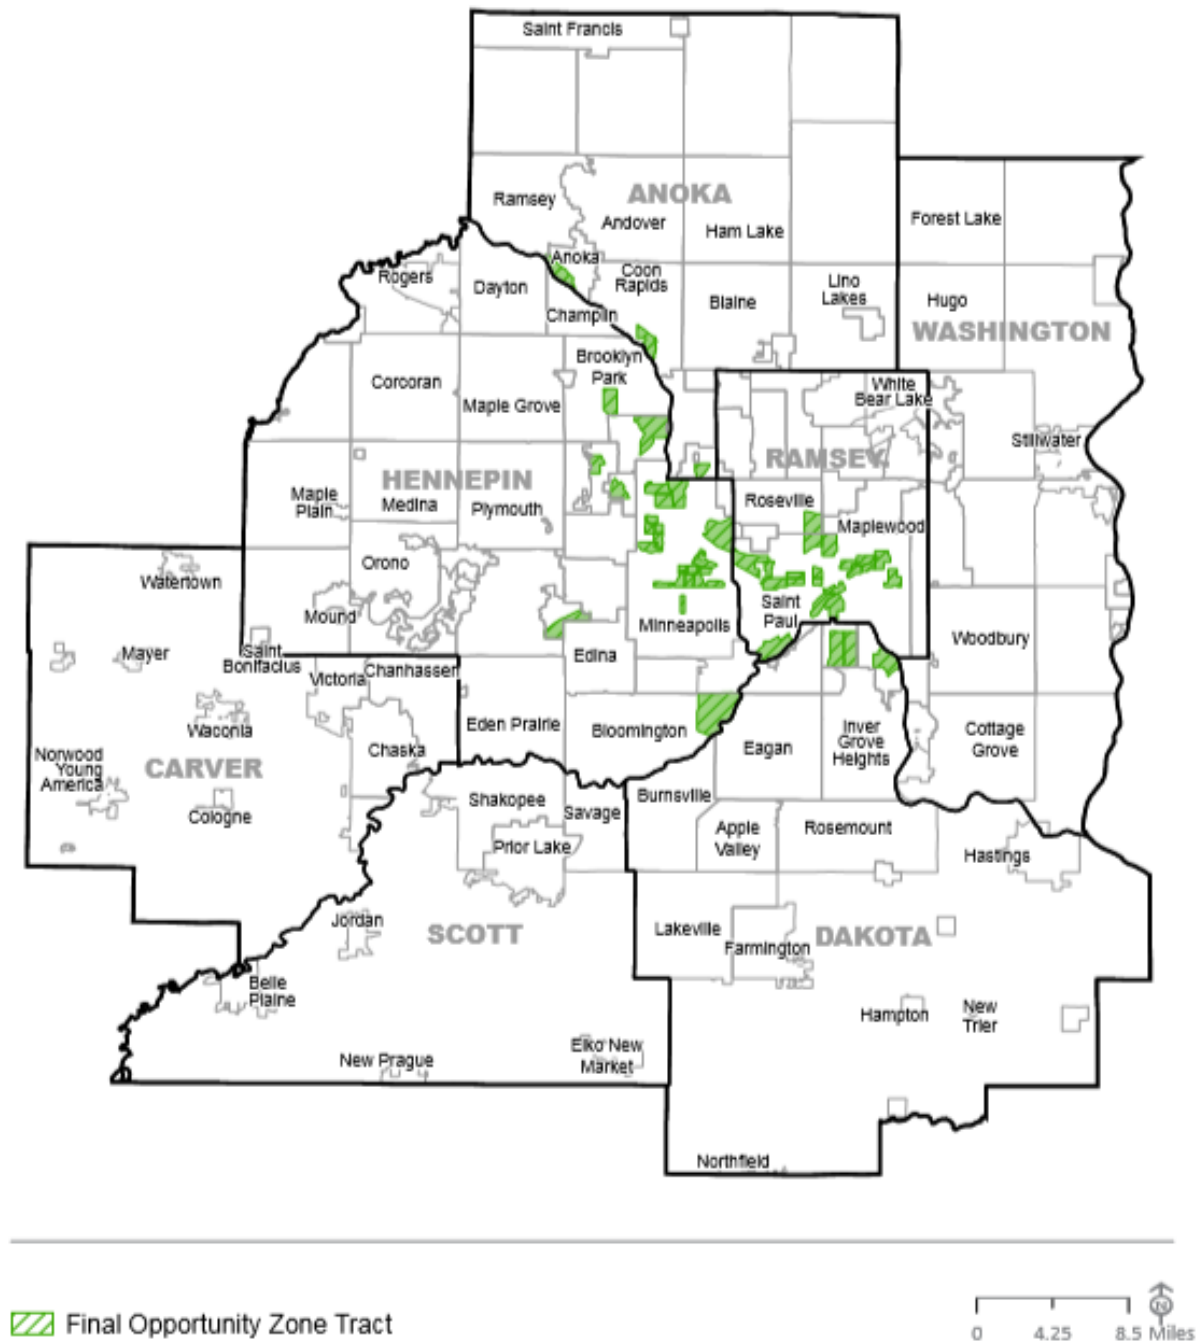 Saint Francis
Ramsey
ANOKA
Andover
Ham Lake
Forest Lake
Anoka
Rogers
Dayton
Coon
Rapids
Blaine
Lino
Lakes
Hugo
Champlin
WASHINGTON
Brooklyn
Park
Corcoran
Maple Grove
White
Bear Lake
Stillwater
HENNEPIN
RAMSEY
Maple
Plain
Medina
Plymouth
Roseville
Maplewood
Orono
Watertown
Mound
Saint
Paul
Minneapolis
Woodbury
Mayer
Saint
Bonifacius
Edina
Victoria
Chanhassen
Waconia
Eden Prairie
Bloomington
Eagan
Inver
Grove
Heights
Cottage
Grove
Chaska
Norwood
Young
America
CARVER
Cologne
Shakopee
Savage
Burnsville
Prior Lake
Apple
Valley
Rosemount
Hastings
Jordan
SCOTT
Lakeville
Farmington
DAKOTA
Belle
Plaine
Hampton
New
Trier
New Prague
Elko New
Market
Northfield
Final Opportunity Zone Tract
N
0 4.25 8.5 Miles